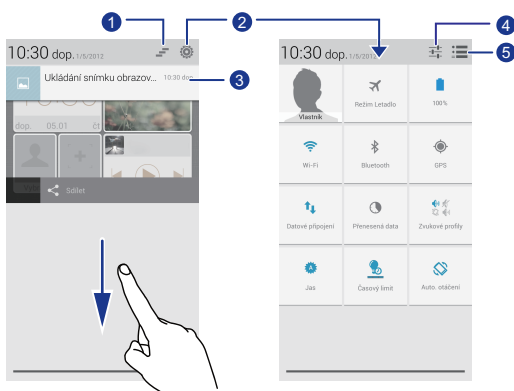 1
2
4
10:30 dop. 1/5/2012
10:30 dop. 1/5/2012
5
Ukládání snímku obrazov... 10:30 dop.
3
dop. 05.01 čt
Sdílet
Vlastník
Režim Letadlo
100%
Wi-Fi
Bluetooth
GPS
Datové připojení
Přenesená data
Zvukové profily
Jas
Časový limit
Auto. otáčení